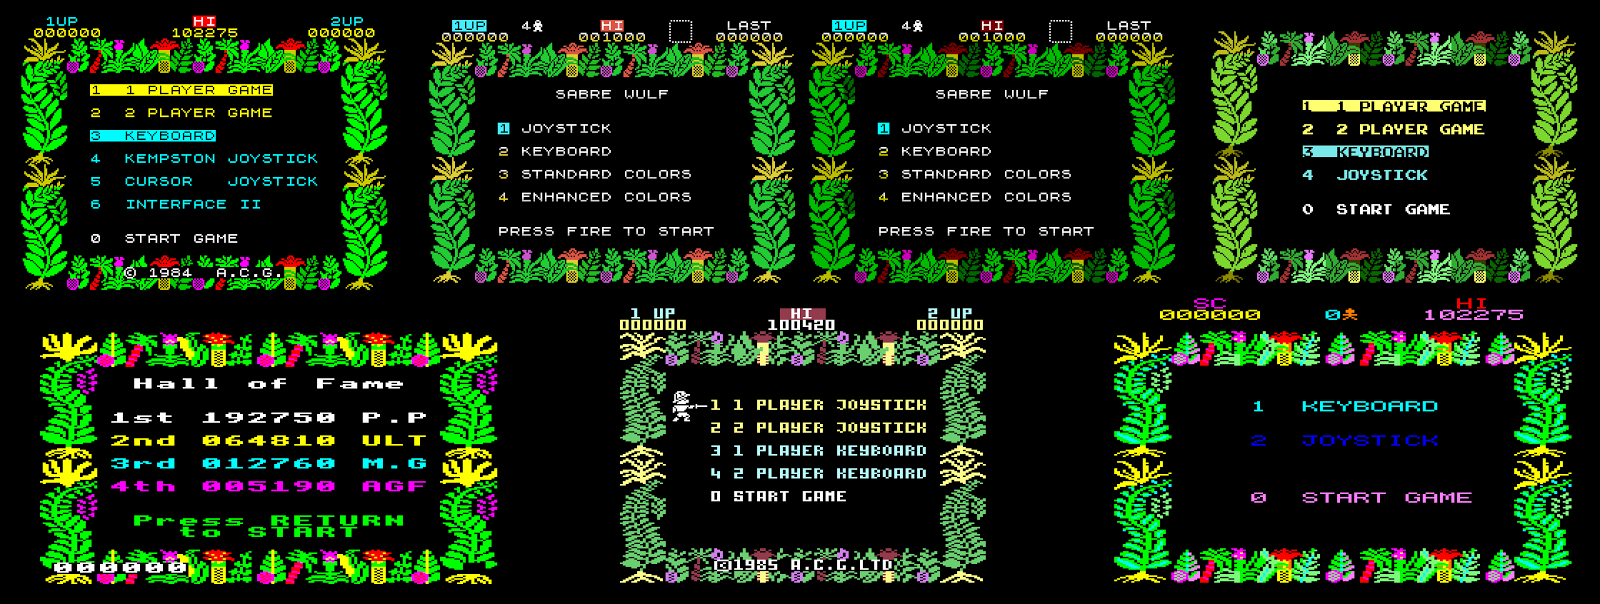 1UP HI 2UP
000000 102275 000000
1 1 PLAYER GAME
2 2 PLAYER GAME
3 KEYBOARD
4 KEMPSTON JOYSTICK
5 CURSOR JOYSTICK
6 INTERFACE II
0 START GAME
© 1984 A.C.G.
1UP 4 HI LAST
000000 001000 000000
SABRE WULF
1 JOYSTICK
2 KEYBOARD
3 STANDARD COLORS
4 ENHANCED COLORS
PRESS FIRE TO START
1UP 4 HI LAST
000000 001000 000000
SABRE WULF
1 JOYSTICK
2 KEYBOARD
3 STANDARD COLORS
4 ENHANCED COLORS
PRESS FIRE TO START
1 1 PLAYER GAME
2 2 PLAYER GAME
3 KEYBOARD
4 JOYSTICK
0 START GAME
Hall of Fame
1st 192750 P.P
2nd 064810 ULT
3rd 012760 M.G
4th 005190 AGF
Press RETURN
to START
000000
1 UP HI 2 UP
000000 100420 000000
1 1 PLAYER JOYSTICK
2 2 PLAYER JOYSTICK
3 1 PLAYER KEYBOARD
4 2 PLAYER KEYBOARD
0 START GAME
©1985 A.C.G.LTD
SC HI
000000 0 102275
1 KEYBOARD
2 JOYSTICK
0 START GAME